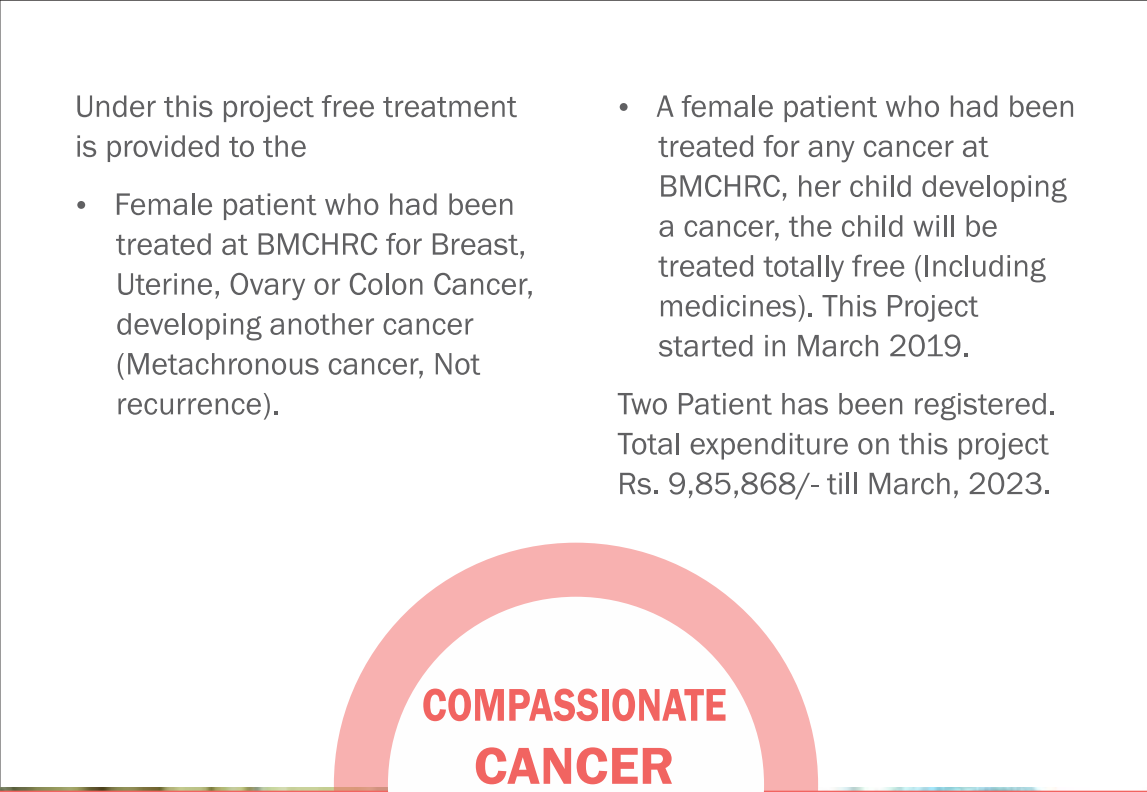 Under this project free treatment
is provided to the
• Female patient who had been
treated at BMCHRC for Breast,
Uterine, Ovary or Colon Cancer,
developing another cancer
(Metachronous cancer, Not
recurrence).
• A female patient who had been
treated for any cancer at
BMCHRC, her child developing
a cancer, the child will be
treated totally free (Including
medicines). This Project
started in March 2019.
Two Patient has been registered.
Total expenditure on this project
Rs. 9,85,868/- till March, 2023.
COMPASSIONATE
CANCER